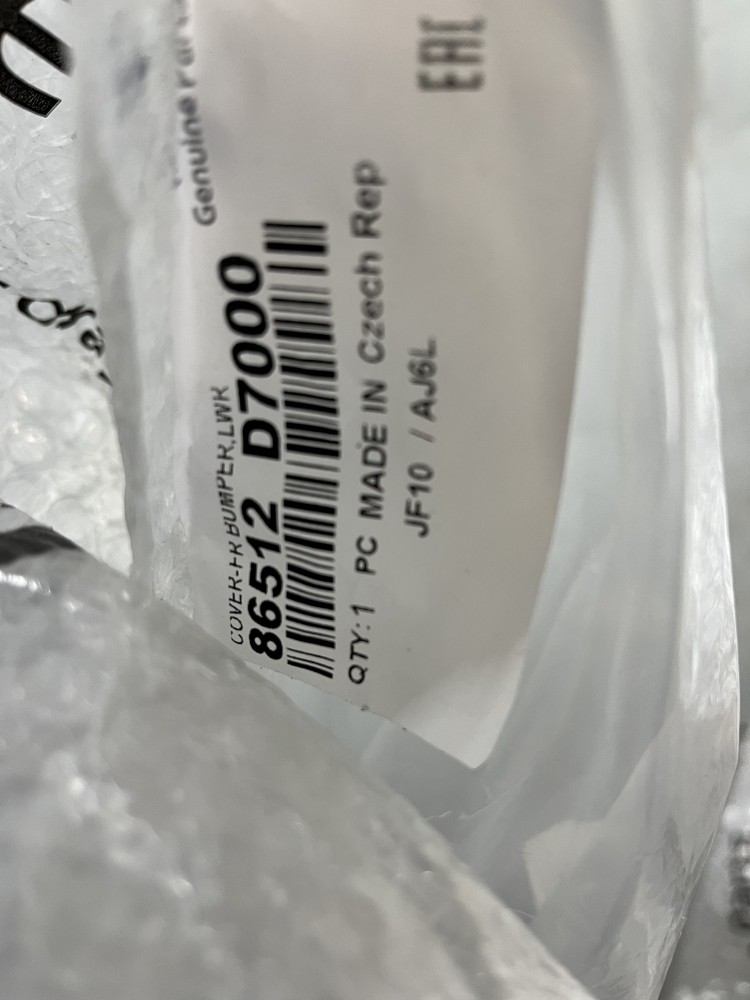 Genuine Parts
COVER-FR BUMPER,LWR
86512 D7000
QTY:1 PC MADE IN Czech Rep
JF10 / AJ6L
EAC